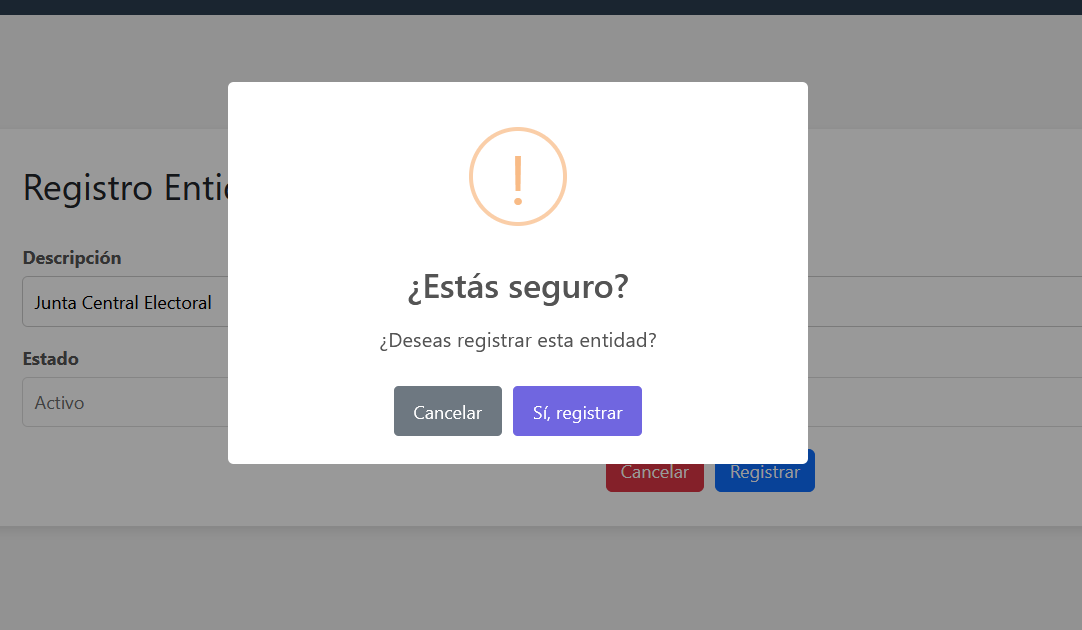 Registro Enti
Descripción
Junta Central Electoral
Estado
Activo
!
¿Estás seguro?
¿Deseas registrar esta entidad?
Cancelar
Sí, registrar
Cancelar
Registrar